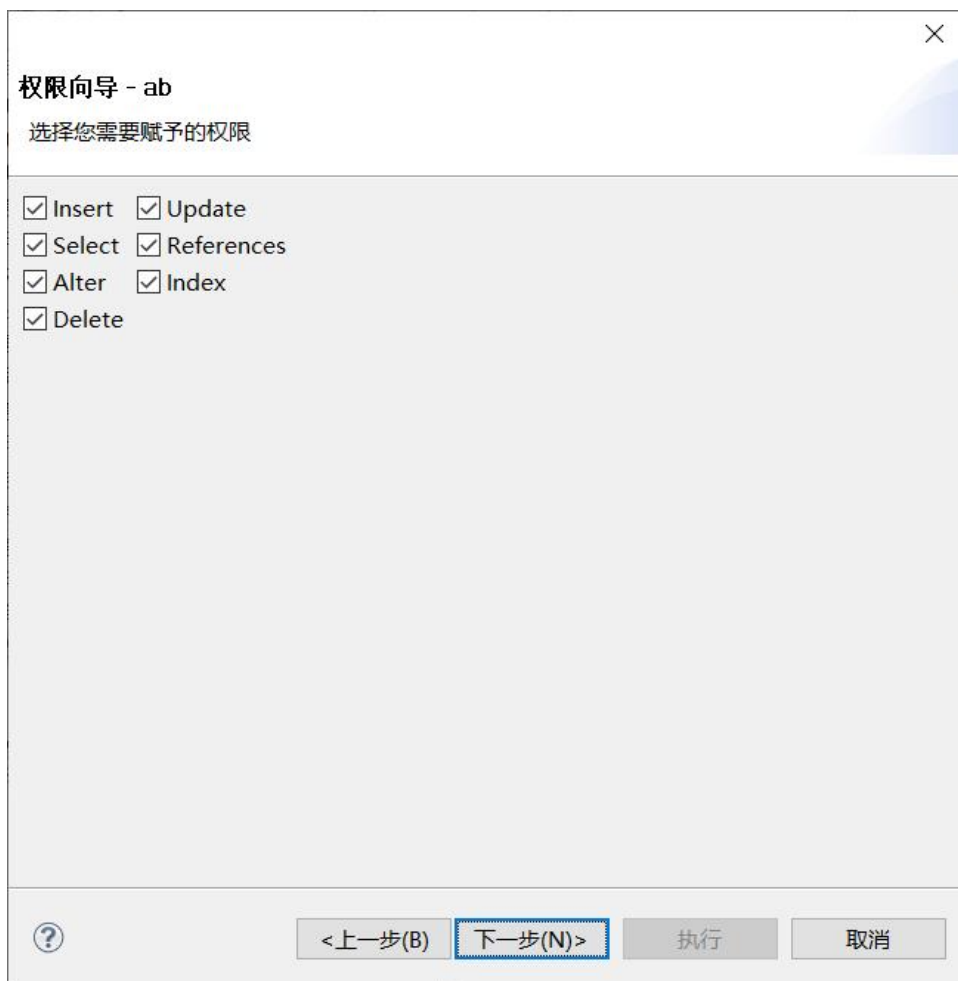 权限向导 - ab
选择您需要赋予的权限
Insert Update
Select References
Alter Index
Delete
<上一步(B) 下一步(N)> 执行 取消